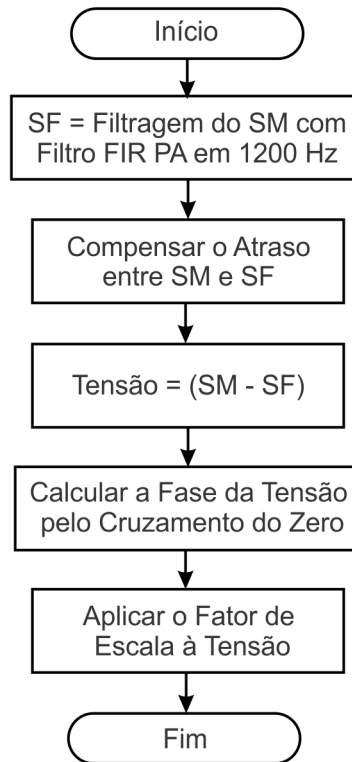 Início
SF = Filtragem do SM com
Filtro FIR PA em 1200 Hz
Compensar o Atraso
entre SM e SF
Tensão = (SM - SF)
Calcular a Fase da Tensão
pelo Cruzamento do Zero
Aplicar o Fator de
Escala à Tensão
Fim